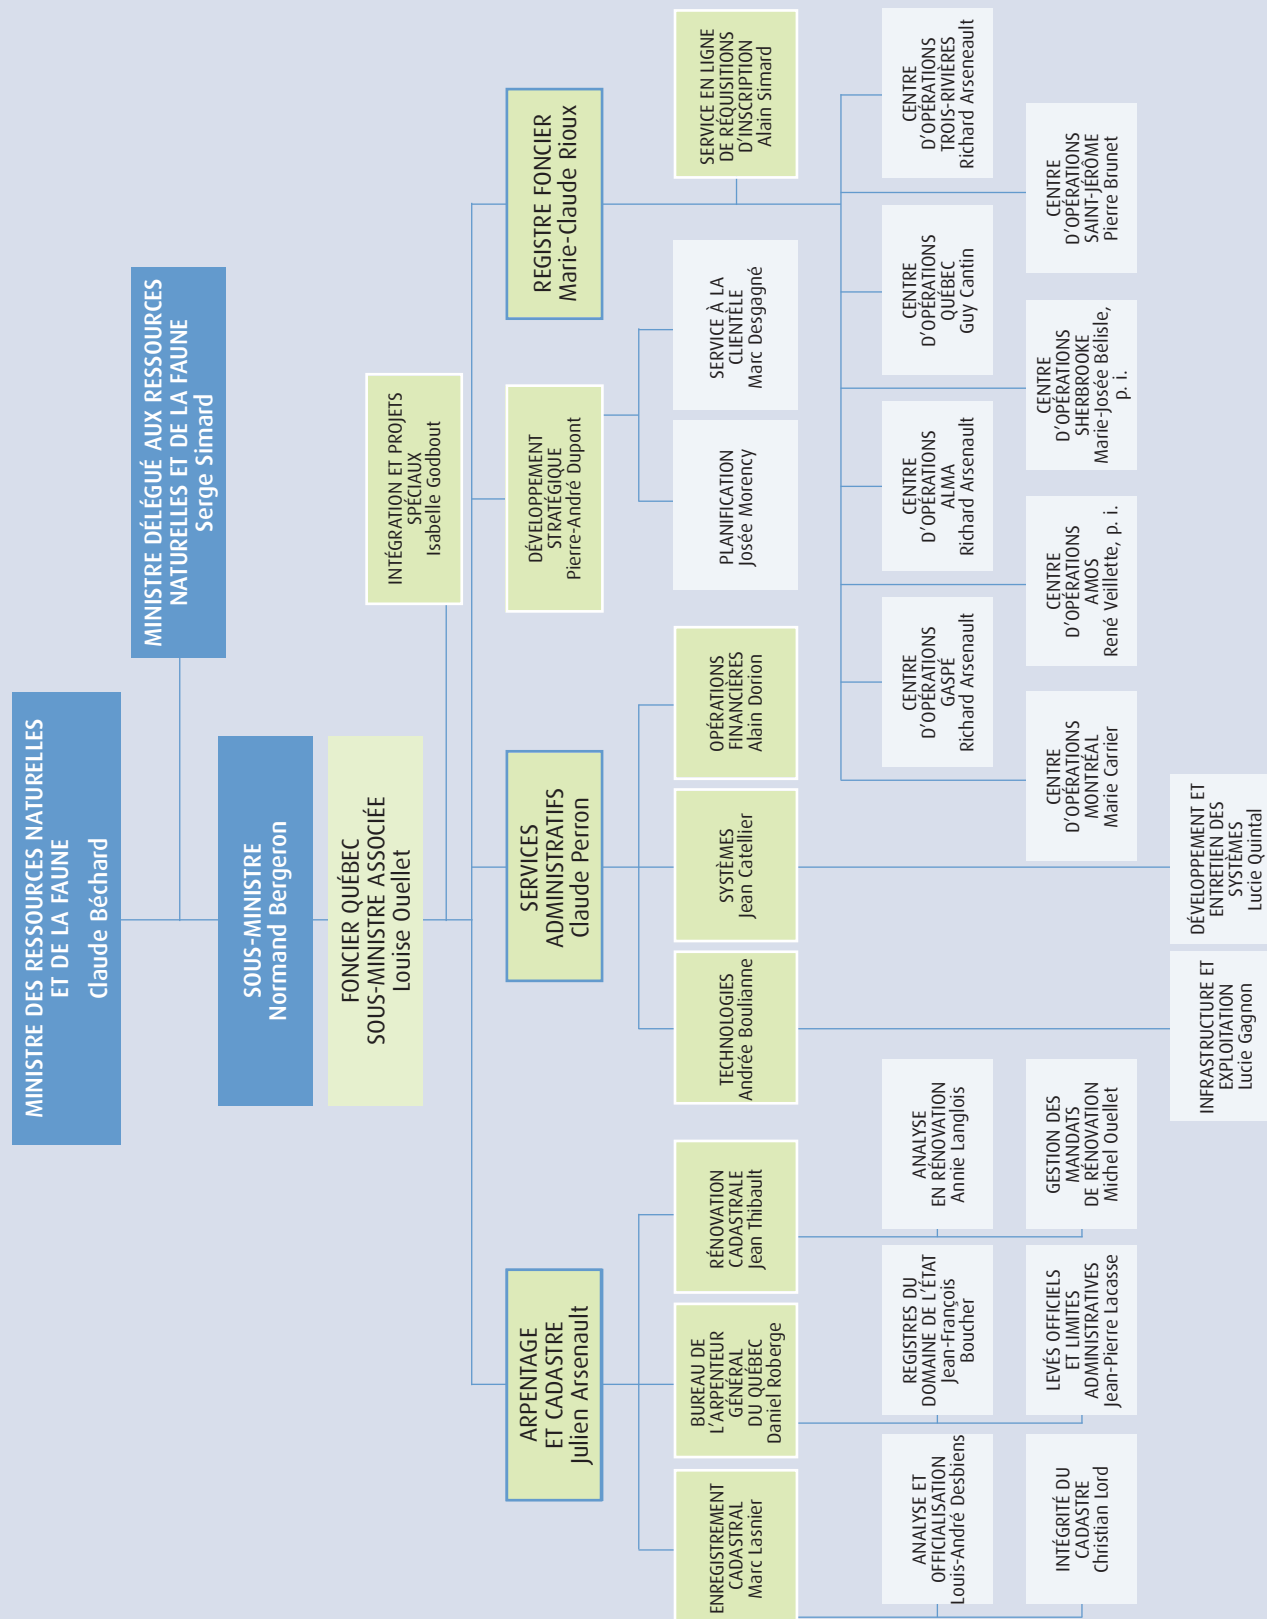 MINISTRE DES RESSOURCES NATURELLES
ET DE LA FAUNE
Claude Béchard
MINISTRE DÉLÉGUÉ AUX RESSOURCES
NATURELLES ET DE LA FAUNE
Serge Simard
SOUS-MINISTRE
Normand Bergeron
FONCIER QUÉBEC
SOUS-MINISTRE ASSOCIÉE
Louise Ouellet
INTÉGRATION ET PROJETS
SPÉCIAUX
Isabelle Godbout
ARPENTAGE
ET CADASTRE
Julien Arsenault
SERVICES
ADMINISTRATIFS
Claude Perron
DÉVELOPPEMENT
STRATÉGIQUE
Pierre-André Dupont
REGISTRE FONCIER
Marie-Claude Rioux
ENREGISTREMENT
CADASTRAL
Marc Lasnier
BUREAU DE
L'ARPENTEUR
GÉNÉRAL
DU QUÉBEC
Daniel Roberge
RÉNOVATION
CADASTRALE
Jean Thibault
TECHNOLOGIES
Andrée Boulianne
SYSTÈMES
Jean Catellier
OPÉRATIONS
FINANCIÈRES
Alain Dorion
PLANIFICATION
Josée Morency
SERVICE À LA
CLIENTÈLE
Marc Desgagné
SERVICE EN LIGNE
DE RÉQUISITIONS
D'INSCRIPTION
Alain Simard
ANALYSE ET
OFFICIALISATION
Louis-André Desbiens
REGISTRES DU
DOMAINE DE L'ÉTAT
Jean-François
Boucher
ANALYSE
EN RÉNOVATION
Annie Langlois
CENTRE
D'OPÉRATIONS
GASPÉ
Richard Arsenault
CENTRE
D'OPÉRATIONS
ALMA
Richard Arsenault
CENTRE
D'OPÉRATIONS
QUÉBEC
Guy Cantin
CENTRE
D'OPÉRATIONS
TROIS-RIVIÈRES
Richard Arseneault
INTÉGRITÉ DU
CADASTRE
Christian Lord
LEVÉS OFFICIELS
ET LIMITES
ADMINISTRATIVES
Jean-Pierre Lacasse
GESTION DES
MANDATS
DE RÉNOVATION
Michel Ouellet
CENTRE
D'OPÉRATIONS
MONTRÉAL
Marie Carrier
CENTRE
D'OPÉRATIONS
AMOS
René Veillette, p. i.
CENTRE
D'OPÉRATIONS
SHERBROOKE
Marie-Josée Bélisle,
p. i.
CENTRE
D'OPÉRATIONS
SAINT-JÉRÔME
Pierre Brunet
INFRASTRUCTURE ET
EXPLOITATION
Lucie Gagnon
DÉVELOPPEMENT ET
ENTRETIEN DES
SYSTÈMES
Lucie Quintal